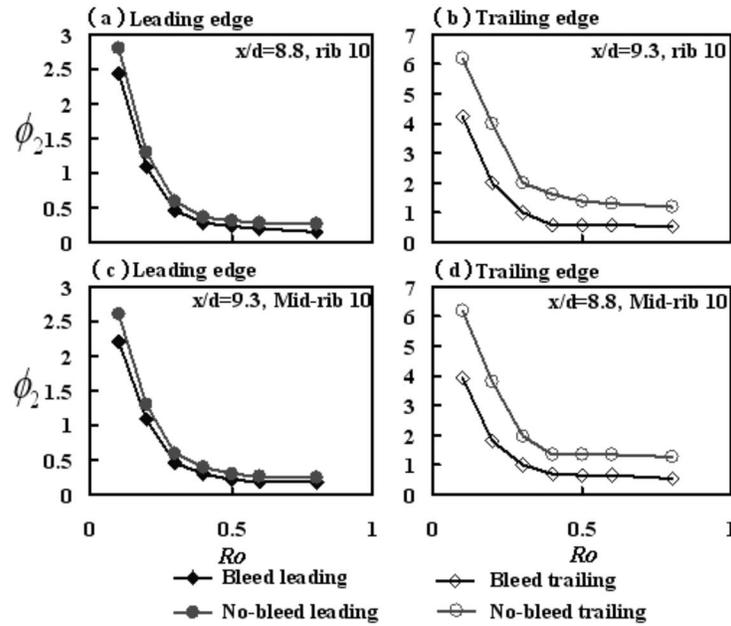 (a) Leading edge
x/d=8.8, rib 10
3
2.5
2
1.5
1
0.5
0
ϕ2
(b) Trailing edge
x/d=9.3, rib 10
7
6
5
4
3
2
1
0
(c) Leading edge
x/d=9.3, Mid-rib 10
3
2.5
2
1.5
1
0.5
0
ϕ2
0 0.5 1
Ro
(d) Trailing edge
x/d=8.8, Mid-rib 10
7
6
5
4
3
2
1
0
0 0.5 1
Ro
Bleed leading
No-bleed leading
Bleed trailing
No-bleed trailing